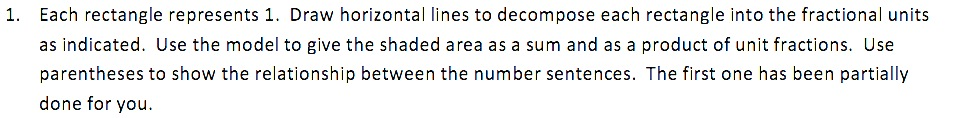 1. Each rectangle represents 1. Draw horizontal lines to decompose each rectangle into the fractional units
as indicated. Use the model to give the shaded area as a sum and as a product of unit fractions. Use
parentheses to show the relationship between the number sentences. The first one has been partially
done for you.